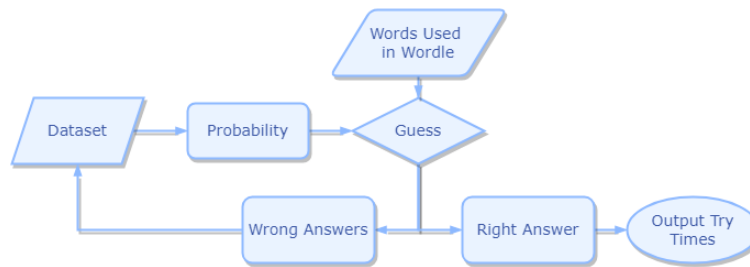 Words Used
in Wordle
Dataset
Probability
Guess
Wrong Answers
Right Answer
Output Try
Times